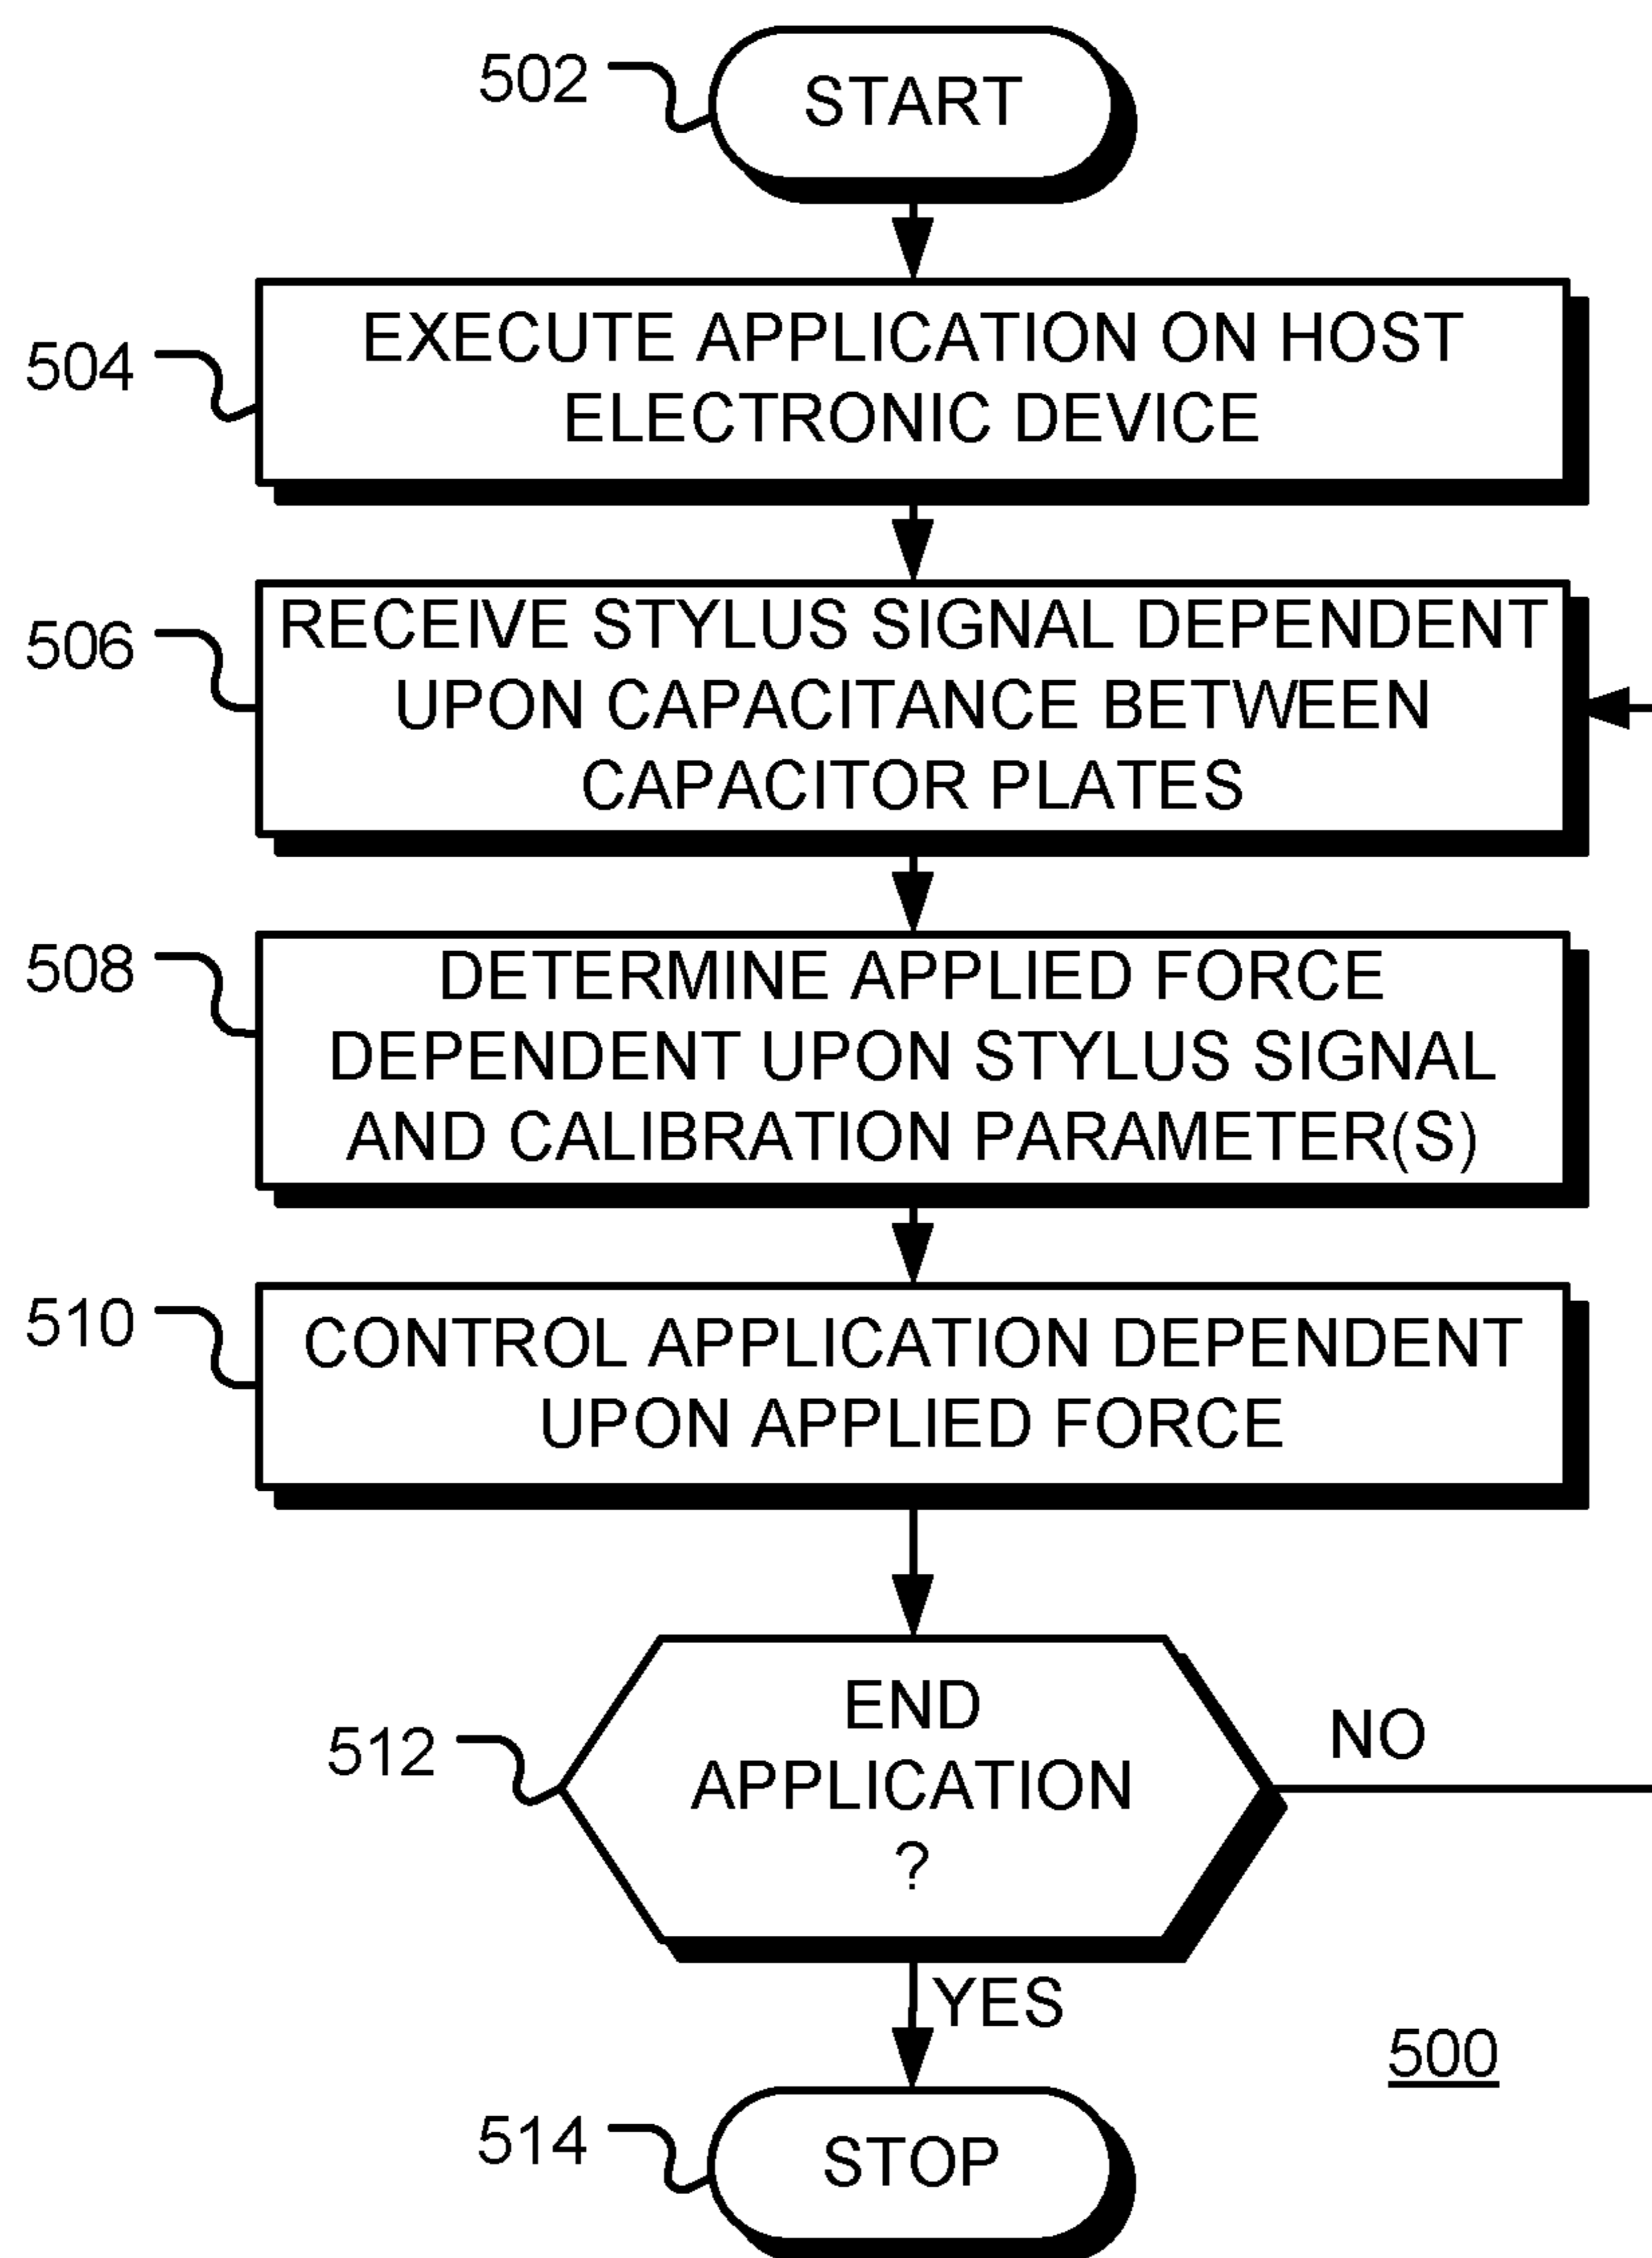 502
START
504
EXECUTE APPLICATION ON HOST
ELECTRONIC DEVICE
506
RECEIVE STYLUS SIGNAL DEPENDENT
UPON CAPACITANCE BETWEEN
CAPACITOR PLATES
508
DETERMINE APPLIED FORCE
DEPENDENT UPON STYLUS SIGNAL
AND CALIBRATION PARAMETER(S)
510
CONTROL APPLICATION DEPENDENT
UPON APPLIED FORCE
512
END
APPLICATION
?
NO
YES
500
514
STOP